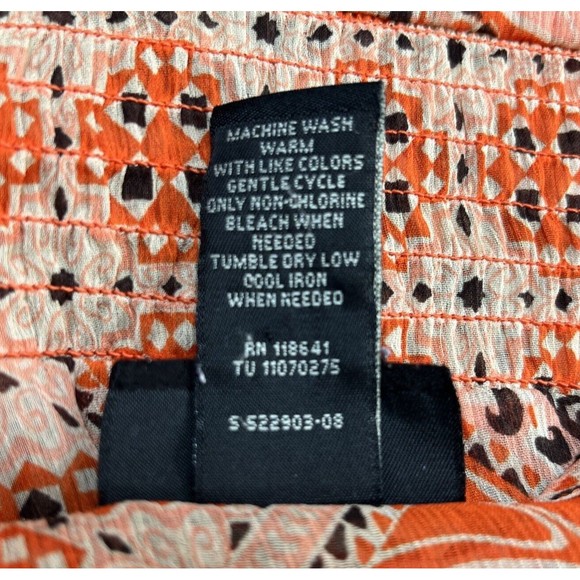 MACHINE WASH
WARM
WITH LIKE COLORS
GENTLE CYCLE
ONLY NON-CHLORINE
BLEACH WHEN
NEEDED
TUMBLE DRY LOW
COOL IRON
WHEN NEEDED
RN 118641
TU 11070275
S 522903-08